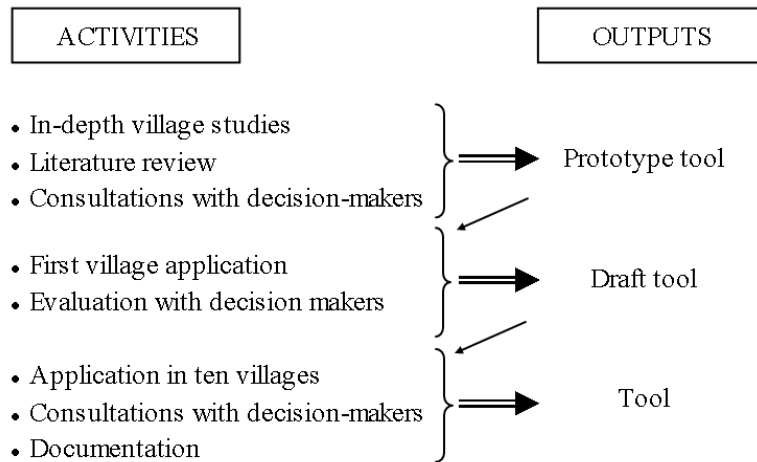 ACTIVITIES
OUTPUTS
• In-depth village studies
• Literature review
• Consultations with decision-makers
Prototype tool
• First village application
• Evaluation with decision makers
Draft tool
• Application in ten villages
• Consultations with decision-makers
• Documentation
Tool